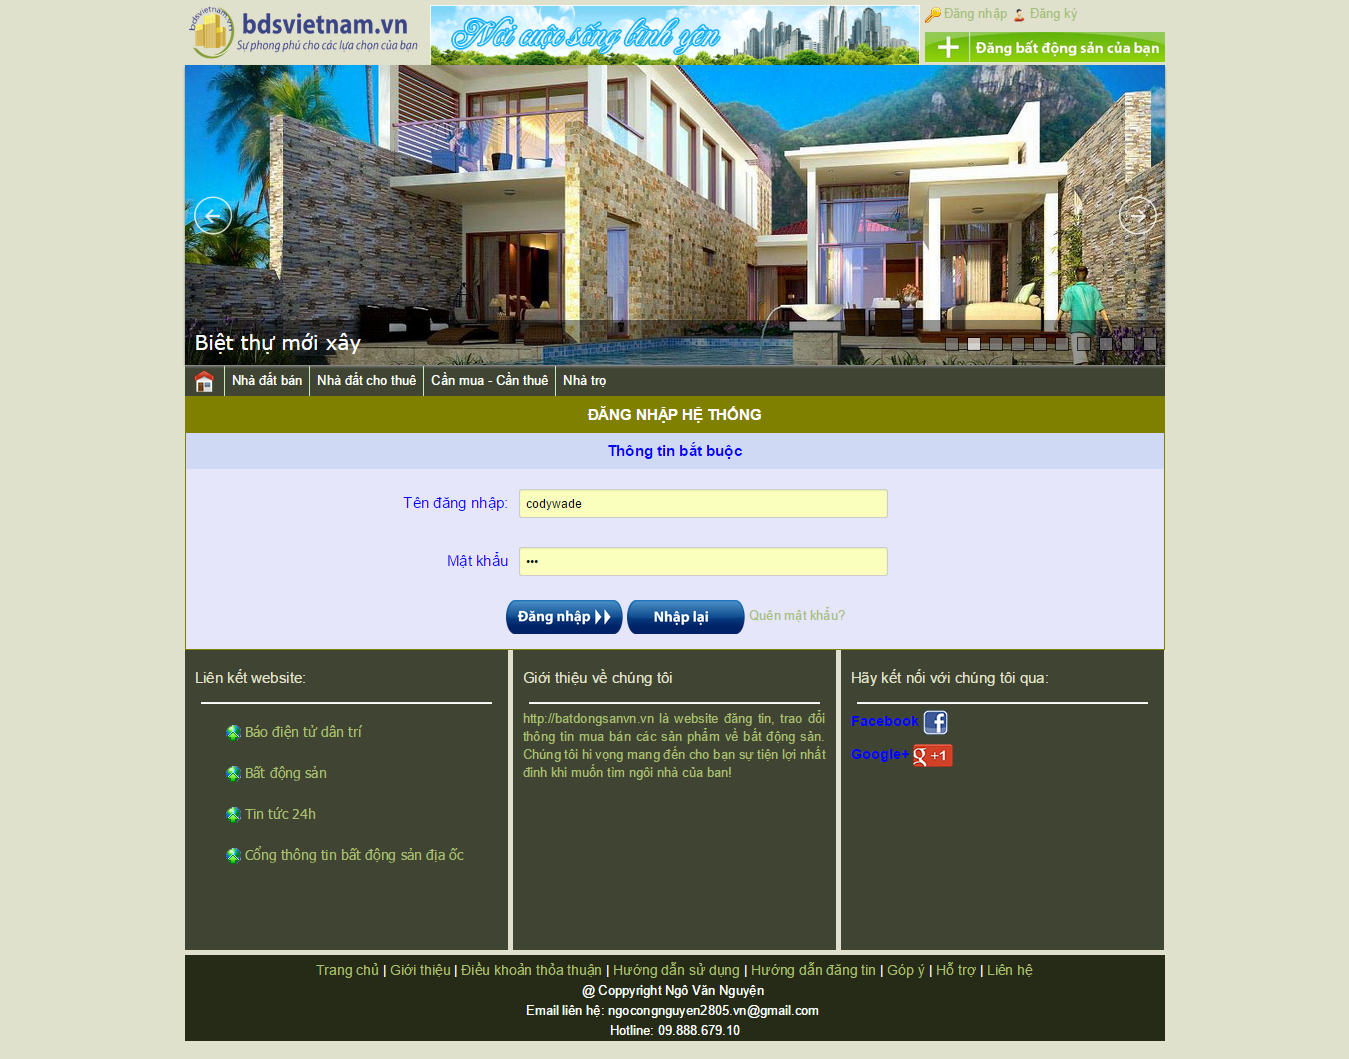 bdsvietnam.vn
Sự phong phú cho các lựa chọn của bạn
Nơi cuộc sống bình yên
Đăng nhập Đăng ký
Đăng bất động sản của bạn
Biệt thự mới xây
Nhà đất bán Nhà đất cho thuê Cần mua - Cần thuê Nhà trọ
ĐĂNG NHẬP HỆ THỐNG
Thông tin bắt buộc
Tên đăng nhập: codywade
Mật khẩu •••
Đăng nhập Nhập lại Quên mật khẩu?
Liên kết website:
Báo điện tử dân trí
Bất động sản
Tin tức 24h
Cổng thông tin bất động sản địa ốc
Giới thiệu về chúng tôi
http://batdongsanvn.vn là website đăng tin, trao đổi
thông tin mua bán các sản phẩm về bất động sản.
Chúng tôi hi vọng mang đến cho bạn sự tiện lợi nhất
định khi muốn tìm ngôi nhà của bạn!
Hãy kết nối với chúng tôi qua:
Facebook
Google+ g +1
Trang chủ | Giới thiệu | Điều khoản thỏa thuận | Hướng dẫn sử dụng | Hướng dẫn đăng tin | Góp ý | Hỗ trợ | Liên hệ
@ Coppyright Ngô Văn Nguyện
Email liên hệ: ngocongnguyen2805.vn@gmail.com
Hotline: 09.888.679.10